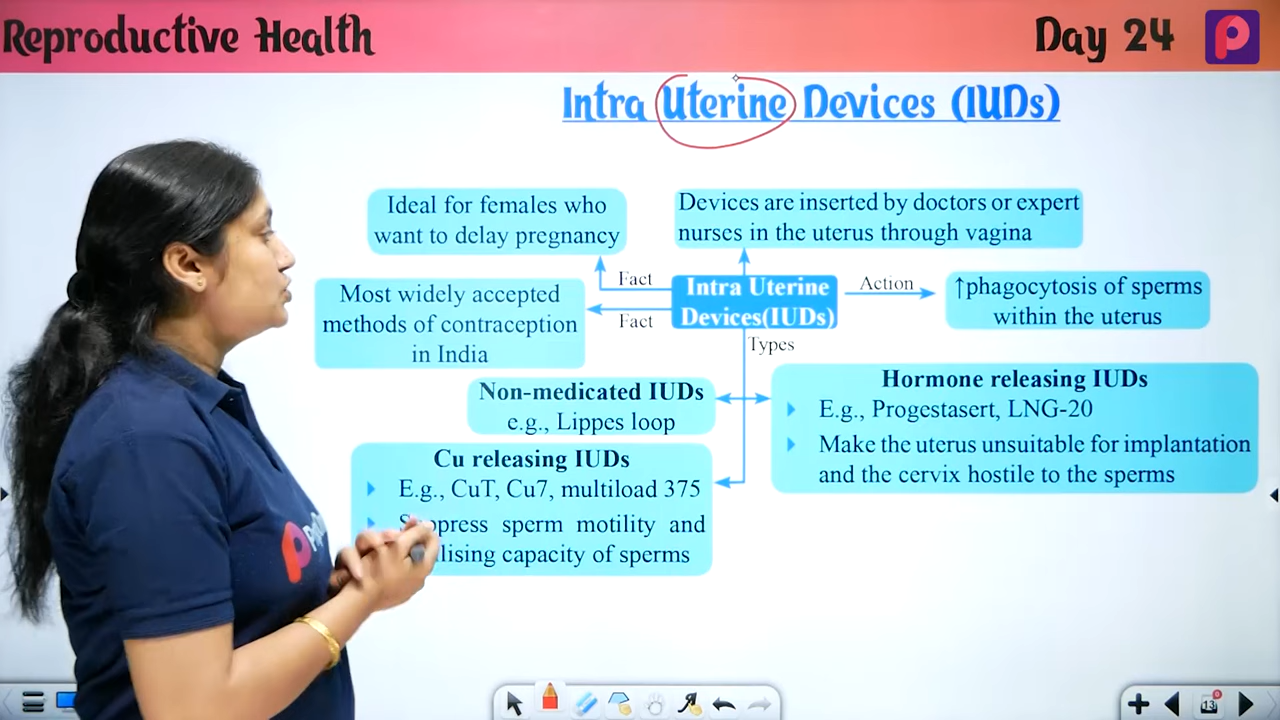 Reproductive Health
Day 24
Intra Uterine Devices (IUDs)
Ideal for females who
want to delay pregnancy
Devices are inserted by doctors or expert
nurses in the uterus through vagina
Fact
Most widely accepted
methods of contraception
in India
Fact
Intra Uterine
Devices(IUDs)
Action
↑phagocytosis of sperms
within the uterus
Types
Non-medicated IUDs
e.g., Lippes loop
Hormone releasing IUDs
E.g., Progestasert, LNG-20
Make the uterus unsuitable for implantation
and the cervix hostile to the sperms
Cu releasing IUDs
E.g., CuT, Cu7, multiload 375
sperm motility and
capacity of sperms
13